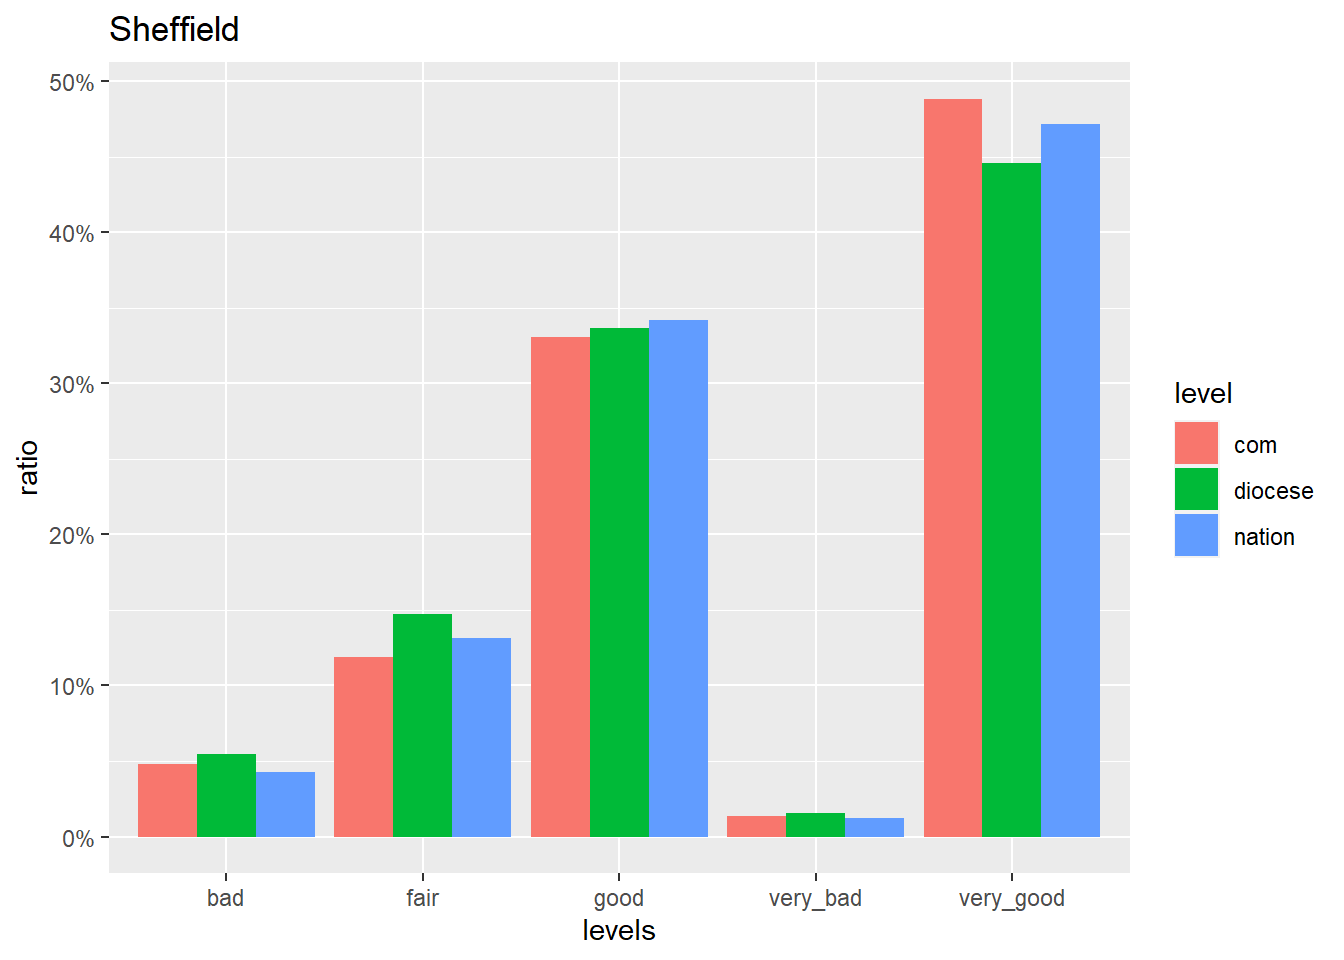 Sheffield
50%
40%
30%
20%
10%
0%
ratio
bad fair good very_bad very_good
levels
level
com
diocese
nation